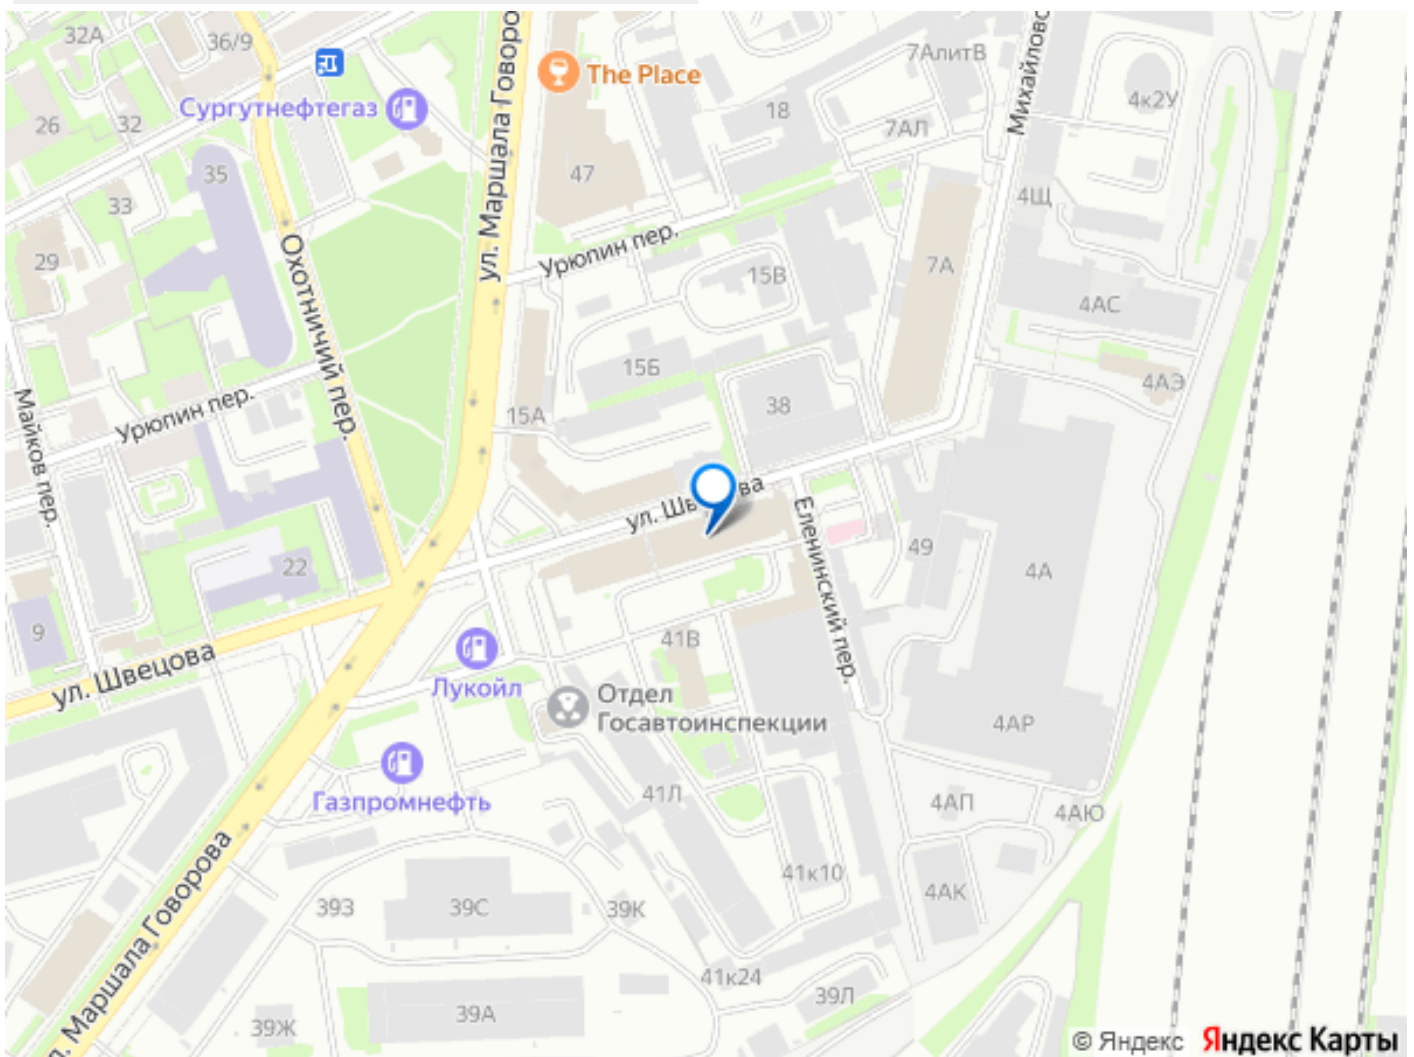 32А
36/9
ул. Маршала Говоро
The Place
7АлитВ
Михайловс
Сургутнефтегаз
26
32
18
7АЛ
4к2У
35
47
33
4Щ
Урюпин пер.
29
15В
7А
Охотничий пер.
4АС
15Б
4АЭ
Майков пер.
Урюпин пер.
15А
38
ул. Шв
ва
Еленинский пер.
49
22
4А
9
41В
ул. Швецова
Лукойл
Отдел
Госавтоинспекции
4АР
Газпромнефть
41Л
4АП
4АЮ
ул. Маршала Говорова
41к10
4АК
39З
39С
39К
41к24
39Л
39А
39Ж
© Яндекс Яндекс Карты